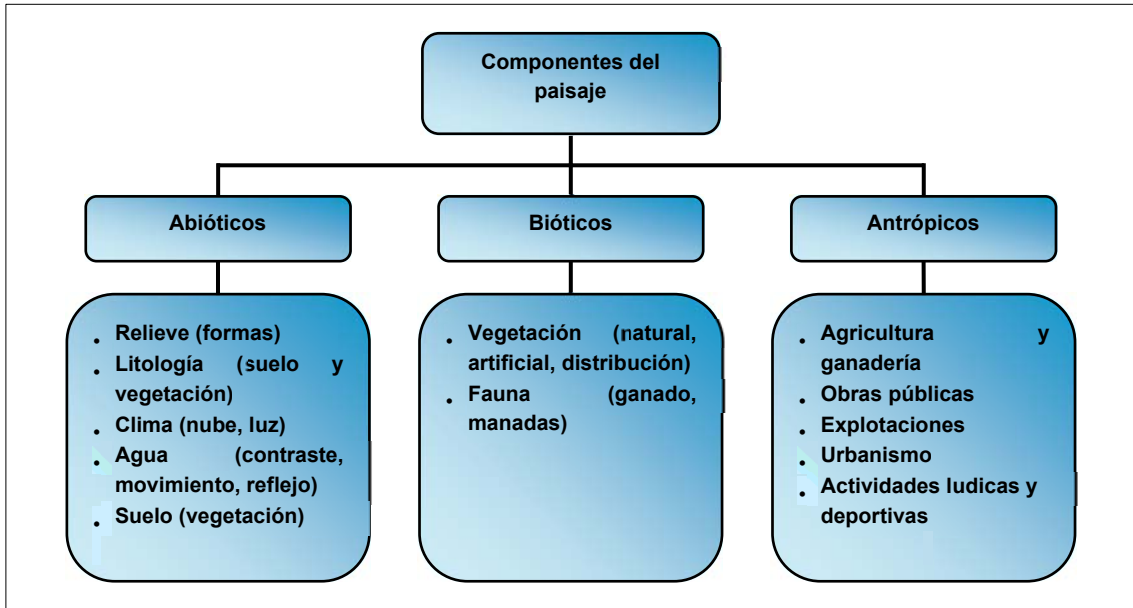 Componentes del
paisaje
Abióticos
Bióticos
Antrópicos
• Relieve (formas)
• Litología (suelo y
vegetación)
• Clima (nube, luz)
• Agua (contraste,
movimiento, reflejo)
• Suelo (vegetación)
• Vegetación (natural,
artificial, distribución)
• Fauna (ganado,
manadas)
• Agricultura y
ganadería
• Obras públicas
• Explotaciones
• Urbanismo
• Actividades ludicas y
deportivas